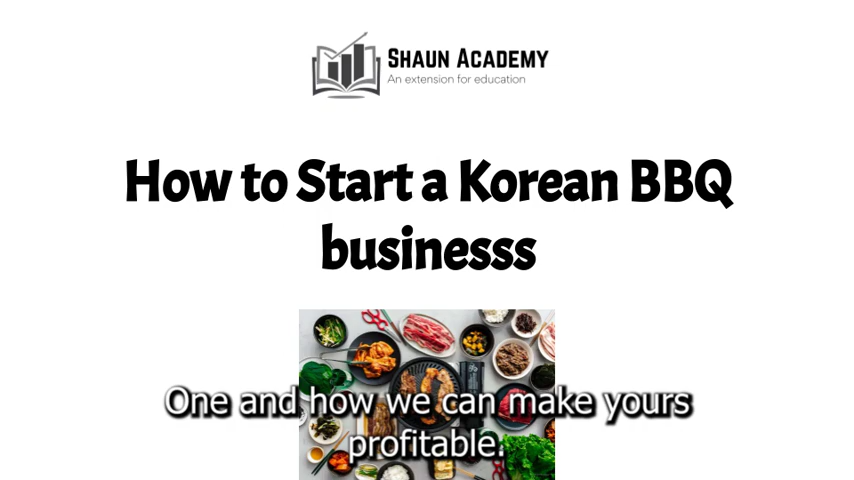 SHAUN ACADEMY
An extension for education
How to Start a Korean BBQ
businesss
One and how we can make yours
profitable.